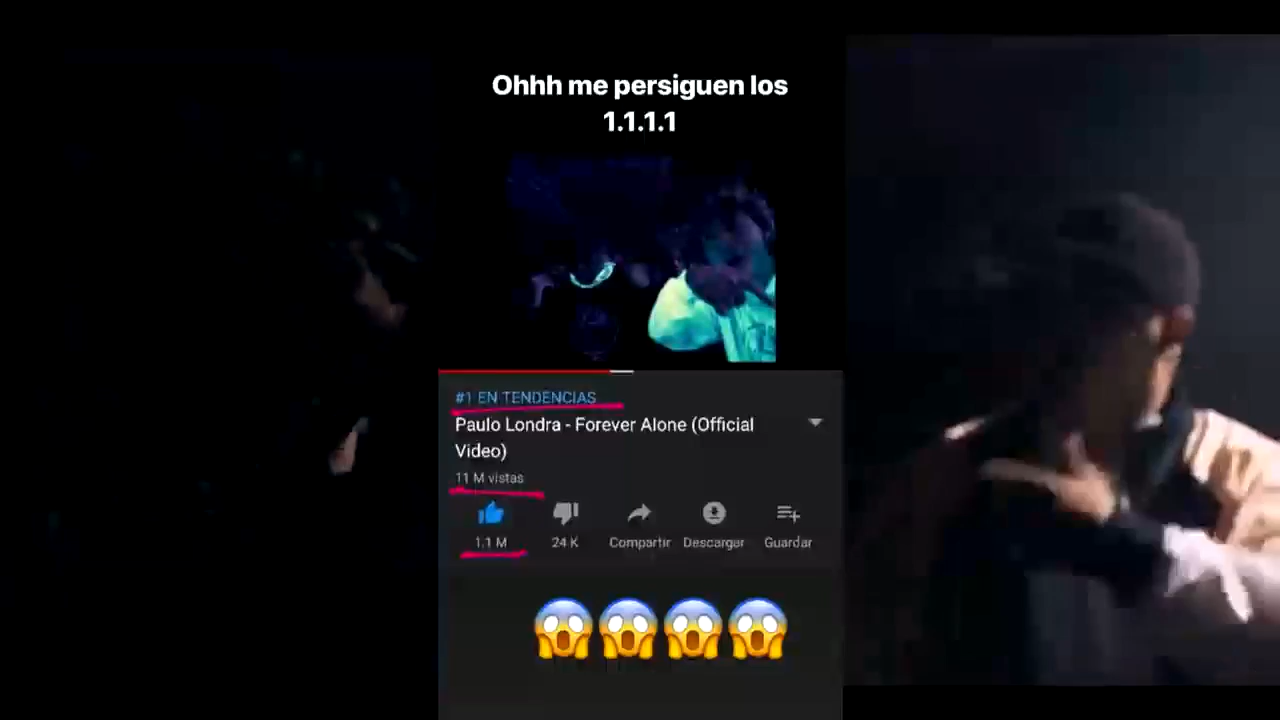 Ohhh me persiguen los
1.1.1.1
#1 EN TENDENCIAS
Paulo Londra - Forever Alone (Official
Video)
11 M vistas
1.1 M
24 K
Compartir
Descargar
Guardar